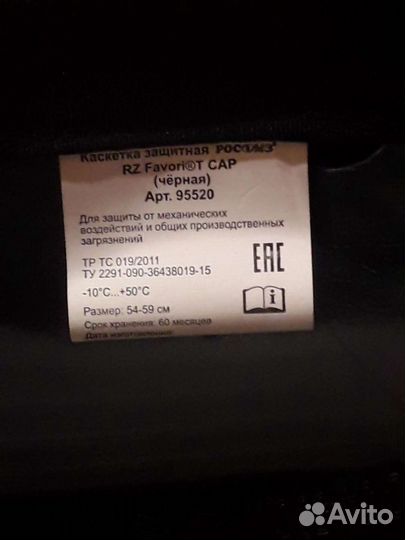 Каскетка защитная РОСОМЗ®
RZ Favori®T CAP
(чёрная)
Арт. 95520
Для защиты от механических
воздействий и общих производственных
загрязнений
ТР ТС 019/2011
ТУ 2291-090-36438019-15
ЕАС
-10°C...+50°C
i
Размер: 54-59 см
Срок хранения: 60 месяцев
Дата изготовления:
Avito